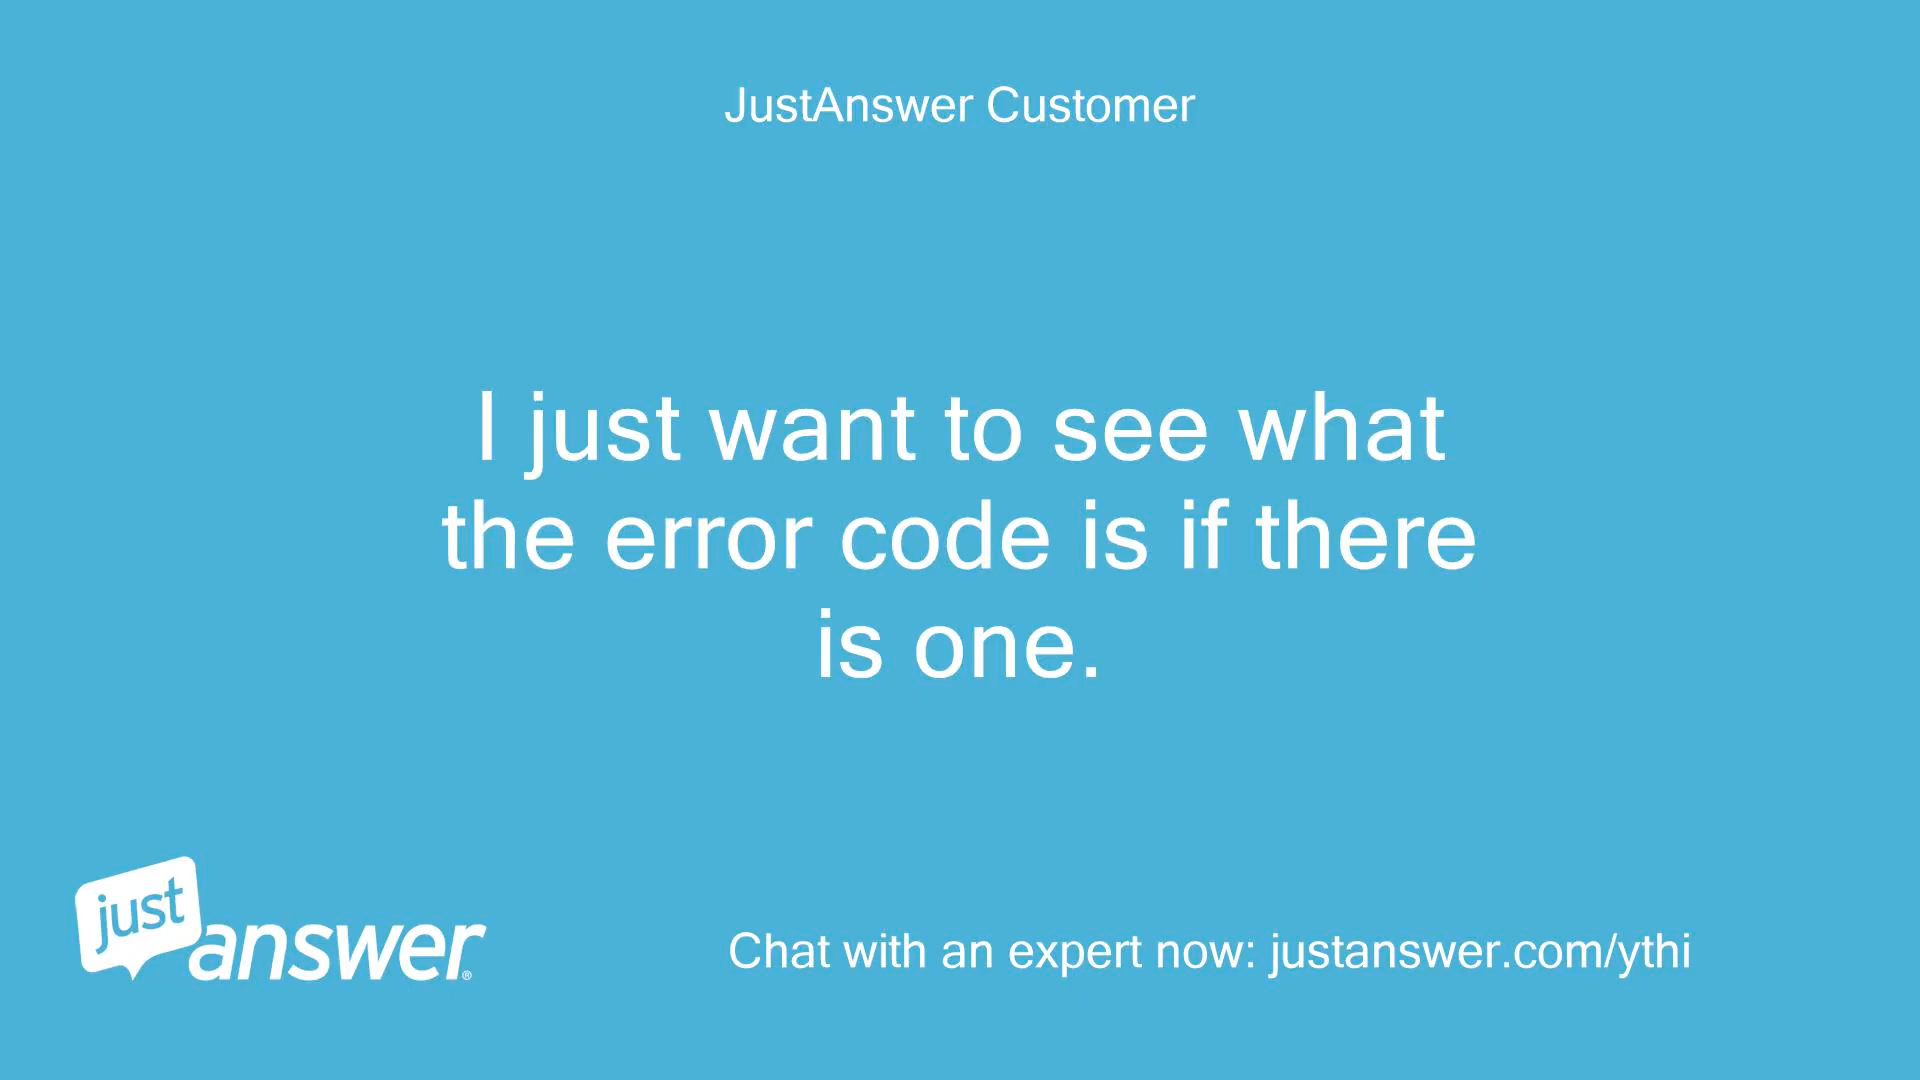 JustAnswer Customer
I just want to see what
the error code is if there
is one.
just
answer®
Chat with an expert now: justanswer.com/ythi